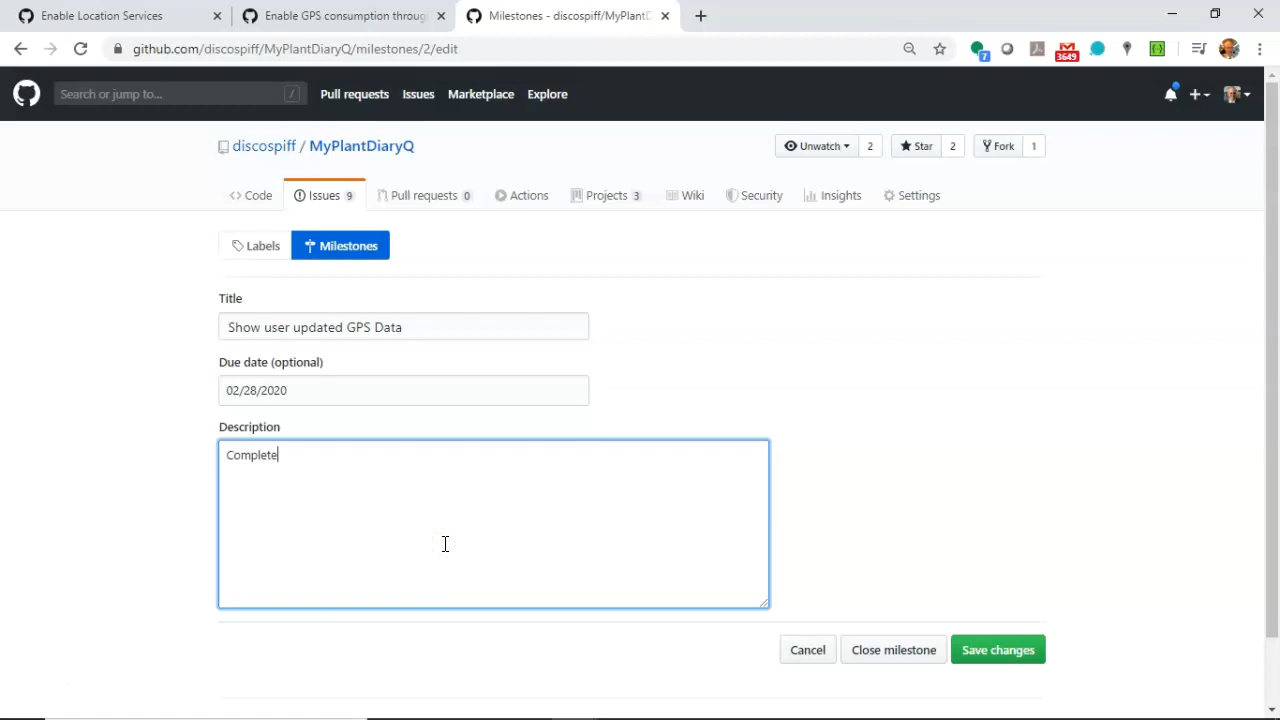 Enable Location Services
Enable GPS consumption throug
Milestones - discospiff/MyPlantD
github.com/discospiff/MyPlantDiaryQ/milestones/2/edit
7
3649
Search or jump to...
/
Pull requests
Issues
Marketplace
Explore
discospiff / MyPlantDiaryQ
Unwatch 2
Star 2
Fork 1
Code
Issues 9
Pull requests 0
Actions
Projects 3
Wiki
Security
Insights
Settings
Labels
Milestones
Title
Show user updated GPS Data
Due date (optional)
02/28/2020
Description
Complete
Cancel
Close milestone
Save changes